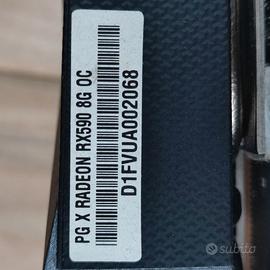 PG X RADEON RX590 8G OC
D1FVUA002068
subito